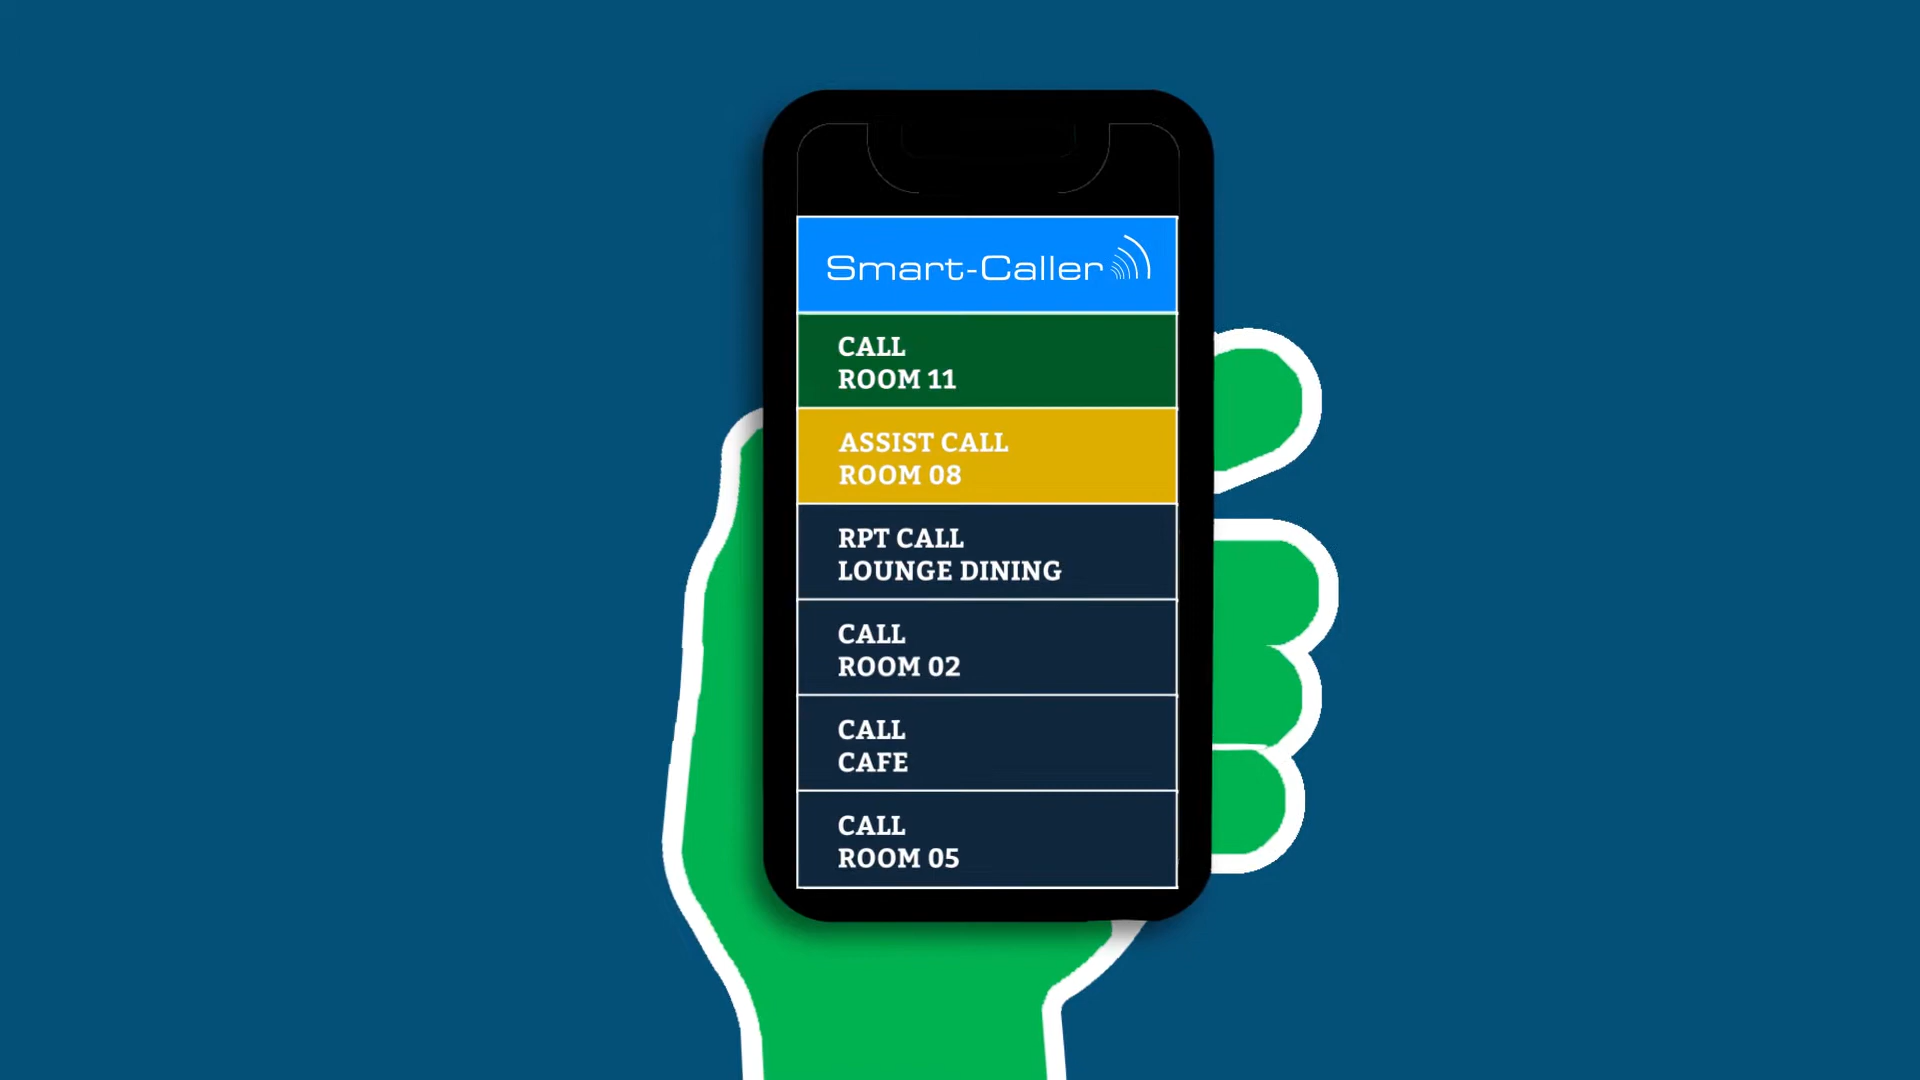 Smart-Caller
CALL
ROOM 11
ASSIST CALL
ROOM 08
RPT CALL
LOUNGE DINING
CALL
ROOM 02
CALL
CAFE
CALL
ROOM 05